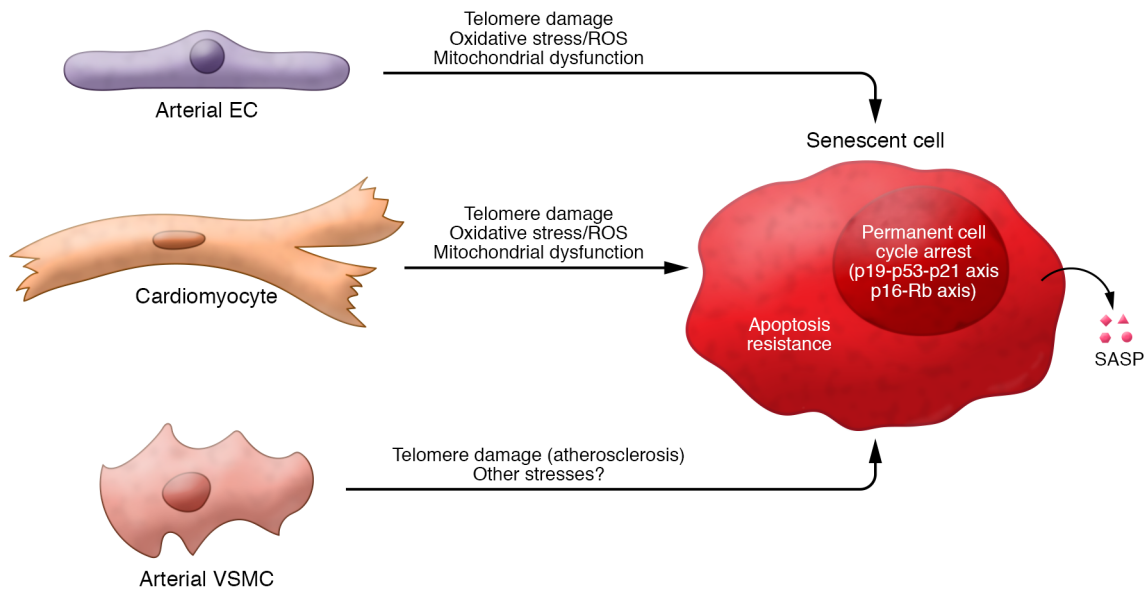 Telomere damage
Oxidative stress/ROS
Mitochondrial dysfunction
Arterial EC
Senescent cell
Telomere damage
Oxidative stress/ROS
Mitochondrial dysfunction
Cardiomyocyte
Permanent cell
cycle arrest
(p19-p53-p21 axis
p16-Rb axis)
Apoptosis
resistance
SASP
Telomere damage (atherosclerosis)
Other stresses?
Arterial VSMC